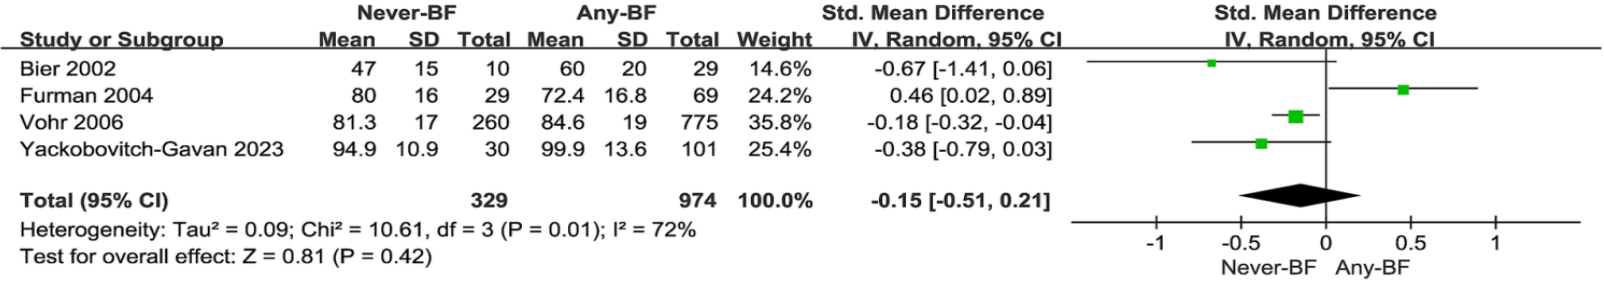 Never-BF Any-BF Std. Mean Difference Std. Mean Difference
Study or Subgroup Mean SD Total Mean SD Total Weight IV, Random, 95% CI IV, Random, 95% CI
Bier 2002 47 15 10 60 20 29 14.6% -0.67 [-1.41, 0.06]
Furman 2004 80 16 29 72.4 16.8 69 24.2% 0.46 [0.02, 0.89]
Vohr 2006 81.3 17 260 84.6 19 775 35.8% -0.18 [-0.32, -0.04]
Yackobovitch-Gavan 2023 94.9 10.9 30 99.9 13.6 101 25.4% -0.38 [-0.79, 0.03]
Total (95% CI) 329 974 100.0% -0.15 [-0.51, 0.21]
Heterogeneity: Tau² = 0.09; Chi² = 10.61, df = 3 (P = 0.01); I² = 72%
Test for overall effect: Z = 0.81 (P = 0.42)
-1 -0.5 0 0.5 1
Never-BF Any-BF